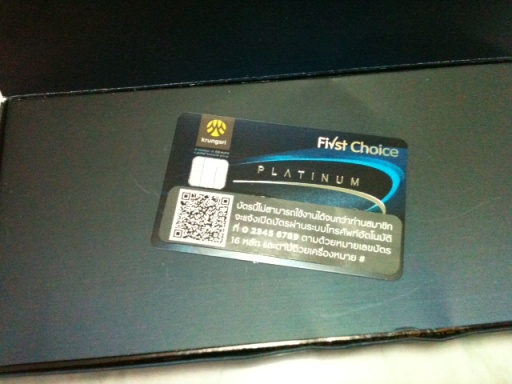 krungsri
First Choice
PLATINUM
บัตรนี้ไม่สามารถใช้งานได้จนกว่าท่านสมาชิก
จะแจ้งเปิดบัตรผ่านระบบโทรศัพท์อัตโนมัติ
ที่ 0 2345 6789 ตามด้วยหมายเลขบัตร
16 หลัก และตามด้วยเครื่องหมาย #